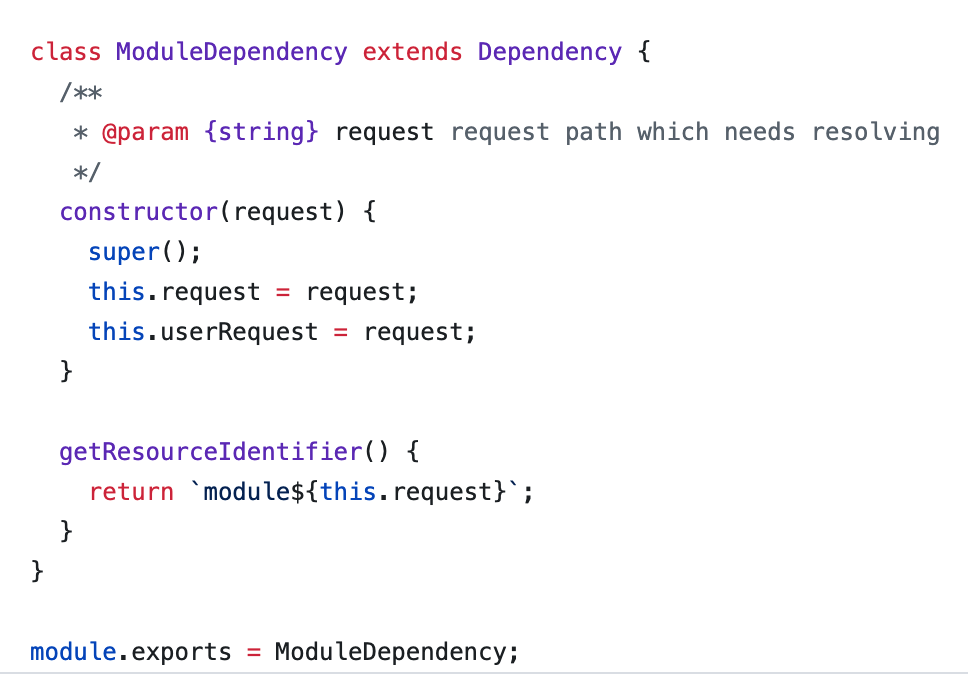 class ModuleDependency extends Dependency {
  /**
   * @param {string} request request path which needs resolving
   */
  constructor(request) {
    super();
    this.request = request;
    this.userRequest = request;
  }

  getResourceIdentifier() {
    return `module${this.request}`;
  }
}

module.exports = ModuleDependency;